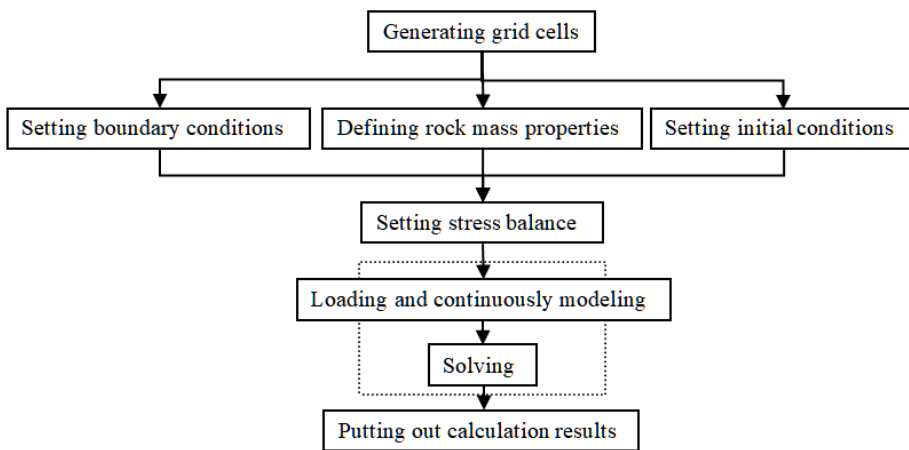 Generating grid cells
Setting boundary conditions
Defining rock mass properties
Setting initial conditions
Setting stress balance
Loading and continuously modeling
Solving
Putting out calculation results